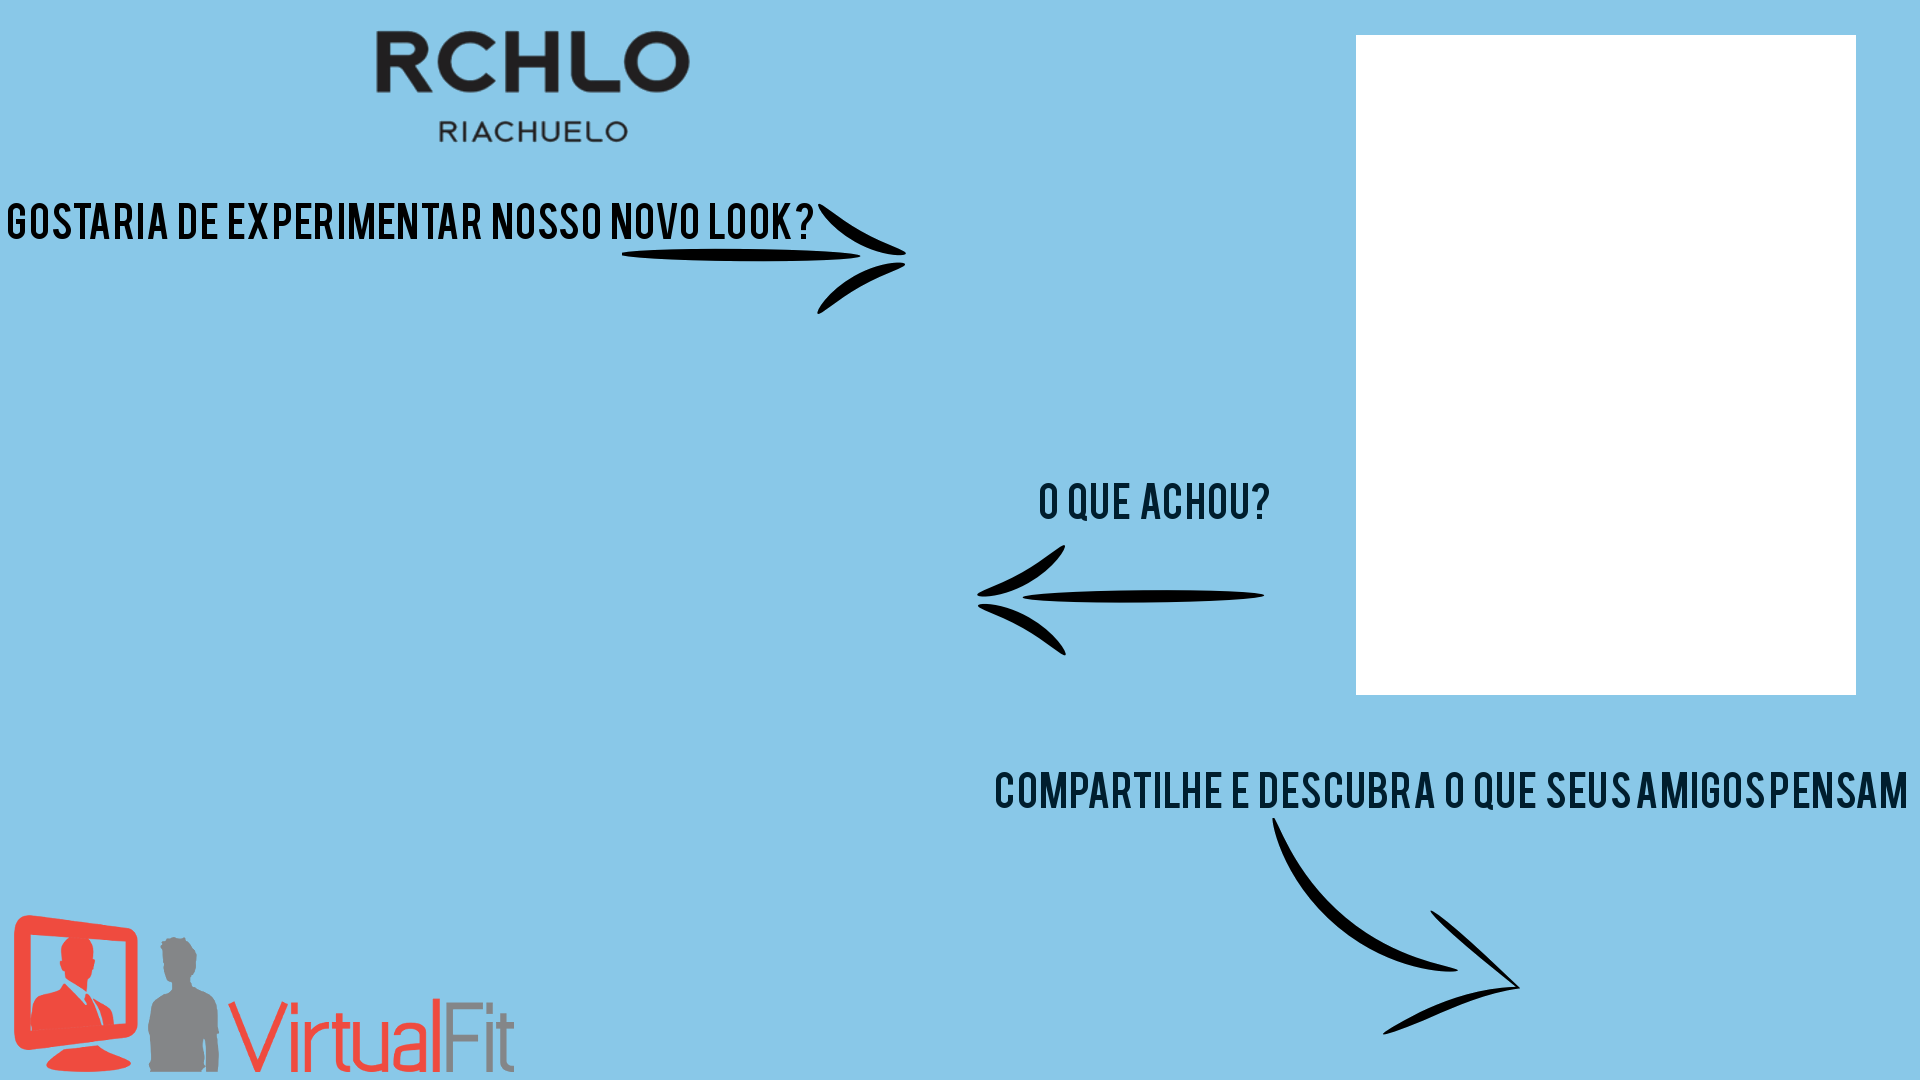 RCHLO
RIACHUELO
GOSTARIA DE EXPERIMENTAR NOSSO NOVO LOOK?
O QUE ACHOU?
COMPARTILHE E DESCUBRA O QUE SEUS AMIGOS PENSAM
VirtualFit